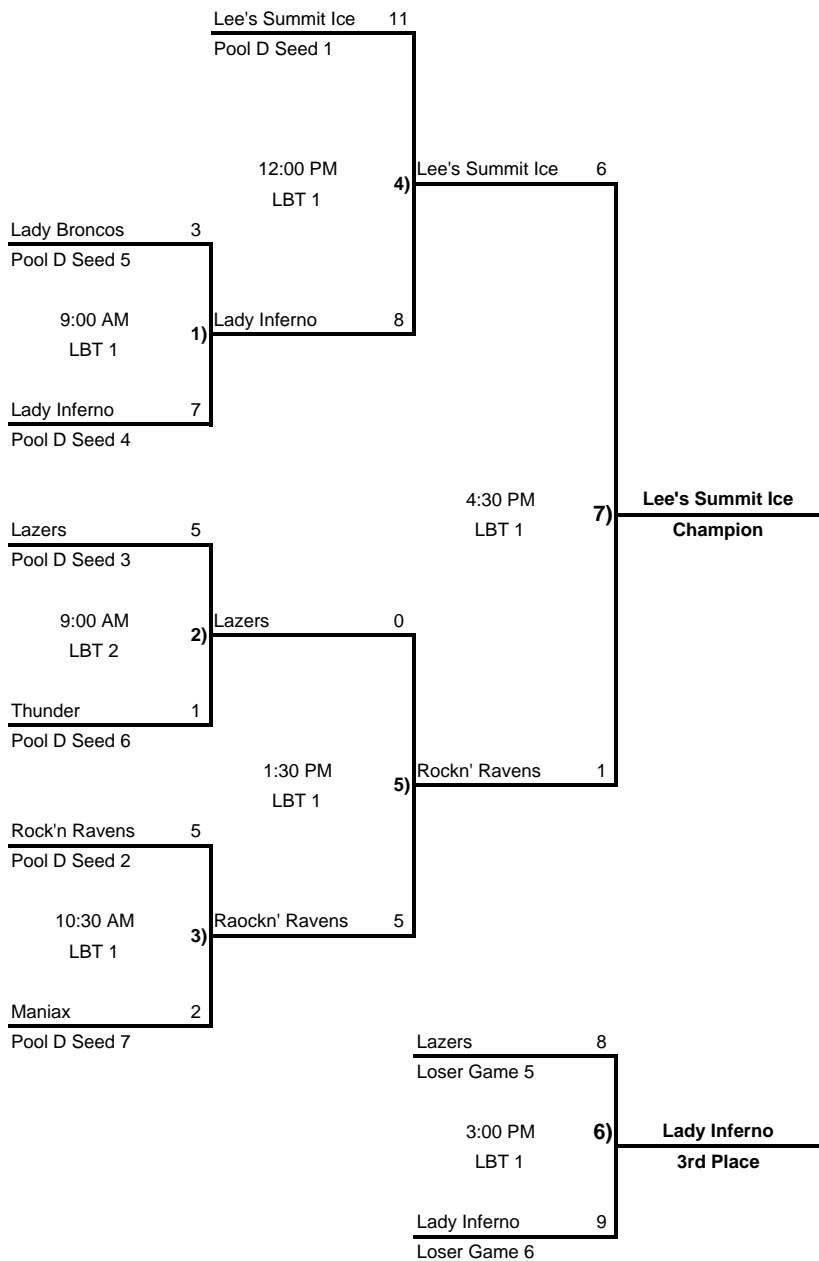 Lee's Summit Ice 11
Pool D Seed 1
12:00 PM
4) Lee's Summit Ice 6
LBT 1
Lady Broncos 3
Pool D Seed 5
9:00 AM
1) Lady Inferno 8
LBT 1
Lady Inferno 7
Pool D Seed 4
4:30 PM
7) Lee's Summit Ice
LBT 1
Champion
Lazers 5
Pool D Seed 3
9:00 AM
2) Lazers 0
LBT 2
Thunder 1
Pool D Seed 6
1:30 PM
5) Rockn' Ravens 1
LBT 1
Rock'n Ravens 5
Pool D Seed 2
10:30 AM
3) Raockn' Ravens 5
LBT 1
Maniax 2
Pool D Seed 7
Lazers 8
Loser Game 5
3:00 PM
6) Lady Inferno
LBT 1
3rd Place
Lady Inferno 9
Loser Game 6